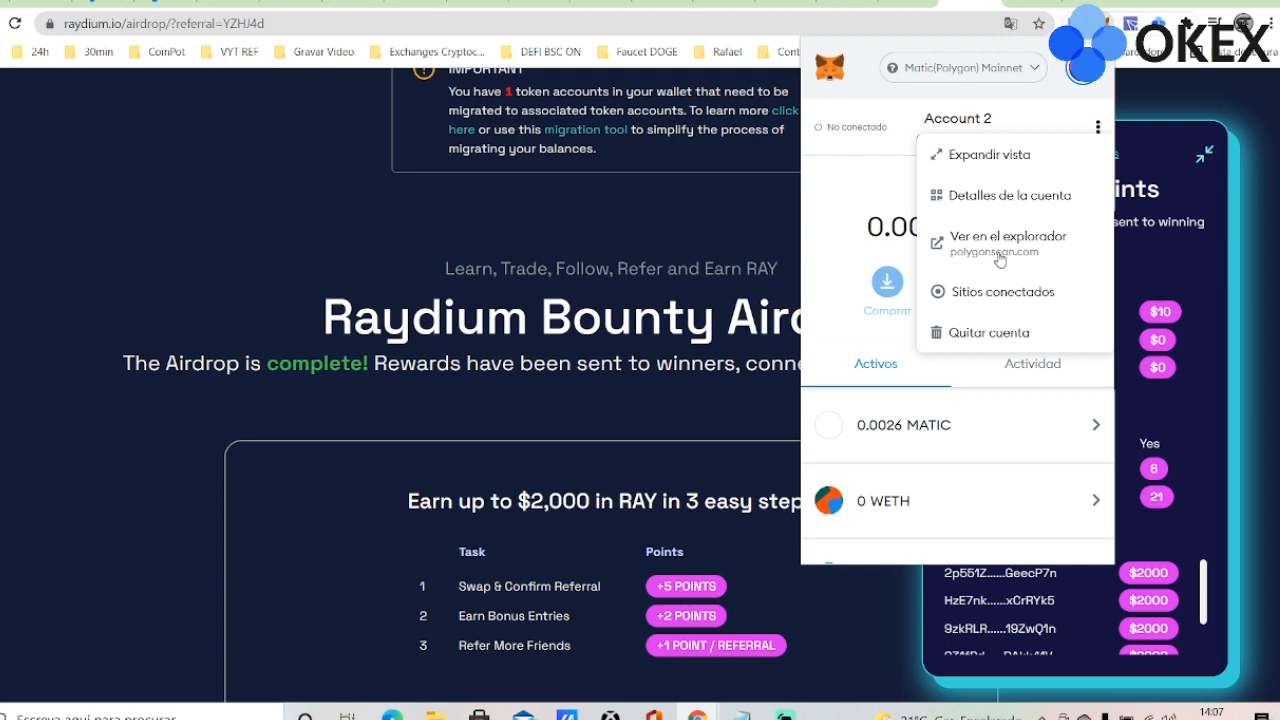 raydium.io/airdrop/?referral=YZHJ4d
OKEX
24h
30min
CoinPot
VYT REF
Gravar Video
Exchanges Cryptoc...
DEFI BSC ON
Faucet DOGE
Rafael
IMPORTANT
You have 1 token accounts in your wallet that need to be
migrated to associated token accounts. To learn more click
here or use this migration tool to simplify the process of
migrating your balances.
Learn, Trade, Follow, Refer and Earn RAY
Raydium Bounty
The Airdrop is complete! Rewards have been sent to winners,
Earn up to $2,000 in RAY in 3 easy
Task
Points
1
Swap & Confirm Referral
+5 POINTS
2
Earn Bonus Entries
+2 POINTS
3
Refer More Friends
+1 POINT / REFERRAL
Matic(Polygon) Mainnet
No conectado
Account 2
Expandir vista
Detalles de la cuenta
Ver en el explorador
polygonscan.com
Sitios conectados
Quitar cuenta
0.00
Comprar
Activos
Actividad
0.0026 MATIC
0 WETH
sent to winning
$10
$0
$0
Yes
6
21
2p551Z......GeecP7n
$2000
HzE7nk......xCrRYk5
$2000
9zkRLR......19ZwQ1n
$2000
Escreva aqui para procurar
14:07